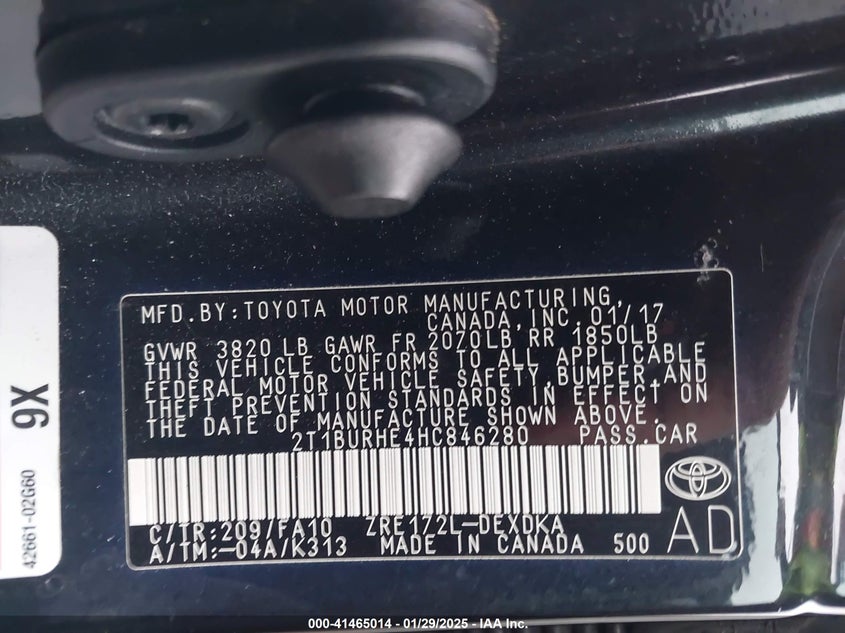 MFD.BY:TOYOTA MOTOR MANUFACTURING,
CANADA, INC. 01/17
GVWR 3820 LB GAWR FR 2070LB RR 1850LB
THIS VEHICLE CONFORMS TO ALL APPLICABLE
FEDERAL MOTOR VEHICLE SAFETY,BUMPER,AND
THEFT PREVENTION STANDARDS IN EFFECT ON
THE DATE OF MANUFACTURE SHOWN ABOVE.
2T1BURHE4HC846280 PASS.CAR
C/TR:209/FA10 ZRE172L-DEXDKA
A/TM:-04A/K313 MADE IN CANADA 500
AD
9X
42661-02G60
000-41465014 - 01/29/2025 - IAA Inc.